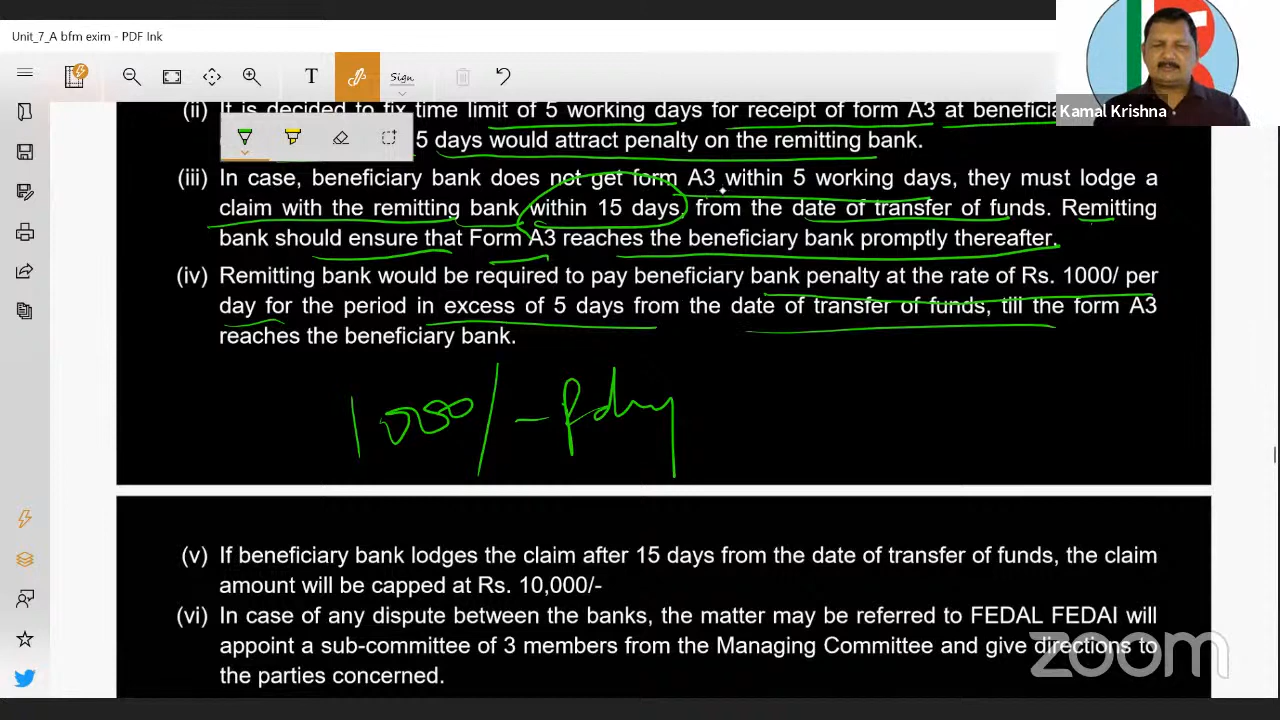 Unit_7_A bfm exim - PDF Ink
T
Sign
Kamal Krishna
(ii) It is decided to fix time limit of 5 working days for receipt of form A3 at beneficia
5 days would attract penalty on the remitting bank.
(iii) In case, beneficiary bank does not get form A3 within 5 working days, they must lodge a
claim with the remitting bank within 15 days, from the date of transfer of funds. Remitting
bank should ensure that Form A3 reaches the beneficiary bank promptly thereafter.
(iv) Remitting bank would be required to pay beneficiary bank penalty at the rate of Rs. 1000/ per
day for the period in excess of 5 days from the date of transfer of funds, till the form A3
reaches the beneficiary bank.
1000/- Pday
(v) If beneficiary bank lodges the claim after 15 days from the date of transfer of funds, the claim
amount will be capped at Rs. 10,000/-
(vi) In case of any dispute between the banks, the matter may be referred to FEDAL FEDAI will
appoint a sub-committee of 3 members from the Managing Committee and give directions to
the parties concerned.
zoom